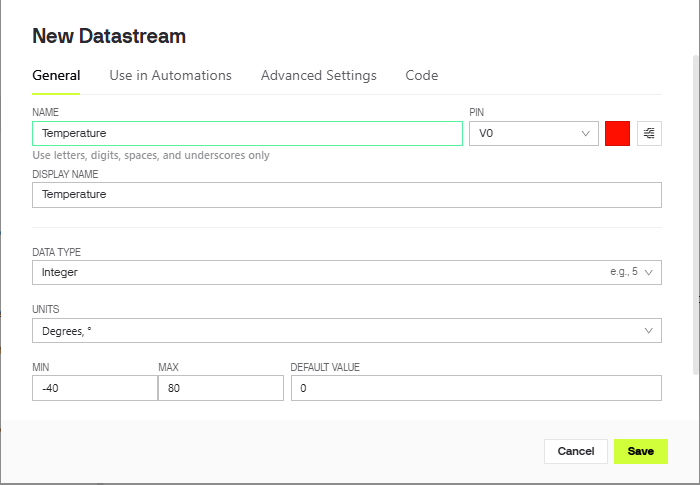 New Datastream
General Use in Automations Advanced Settings Code
NAME PIN
Temperature V0
Use letters, digits, spaces, and underscores only
DISPLAY NAME
Temperature
DATA TYPE
Integer e.g., 5
UNITS
Degrees, °
MIN MAX DEFAULT VALUE
-40 80 0
Cancel Save